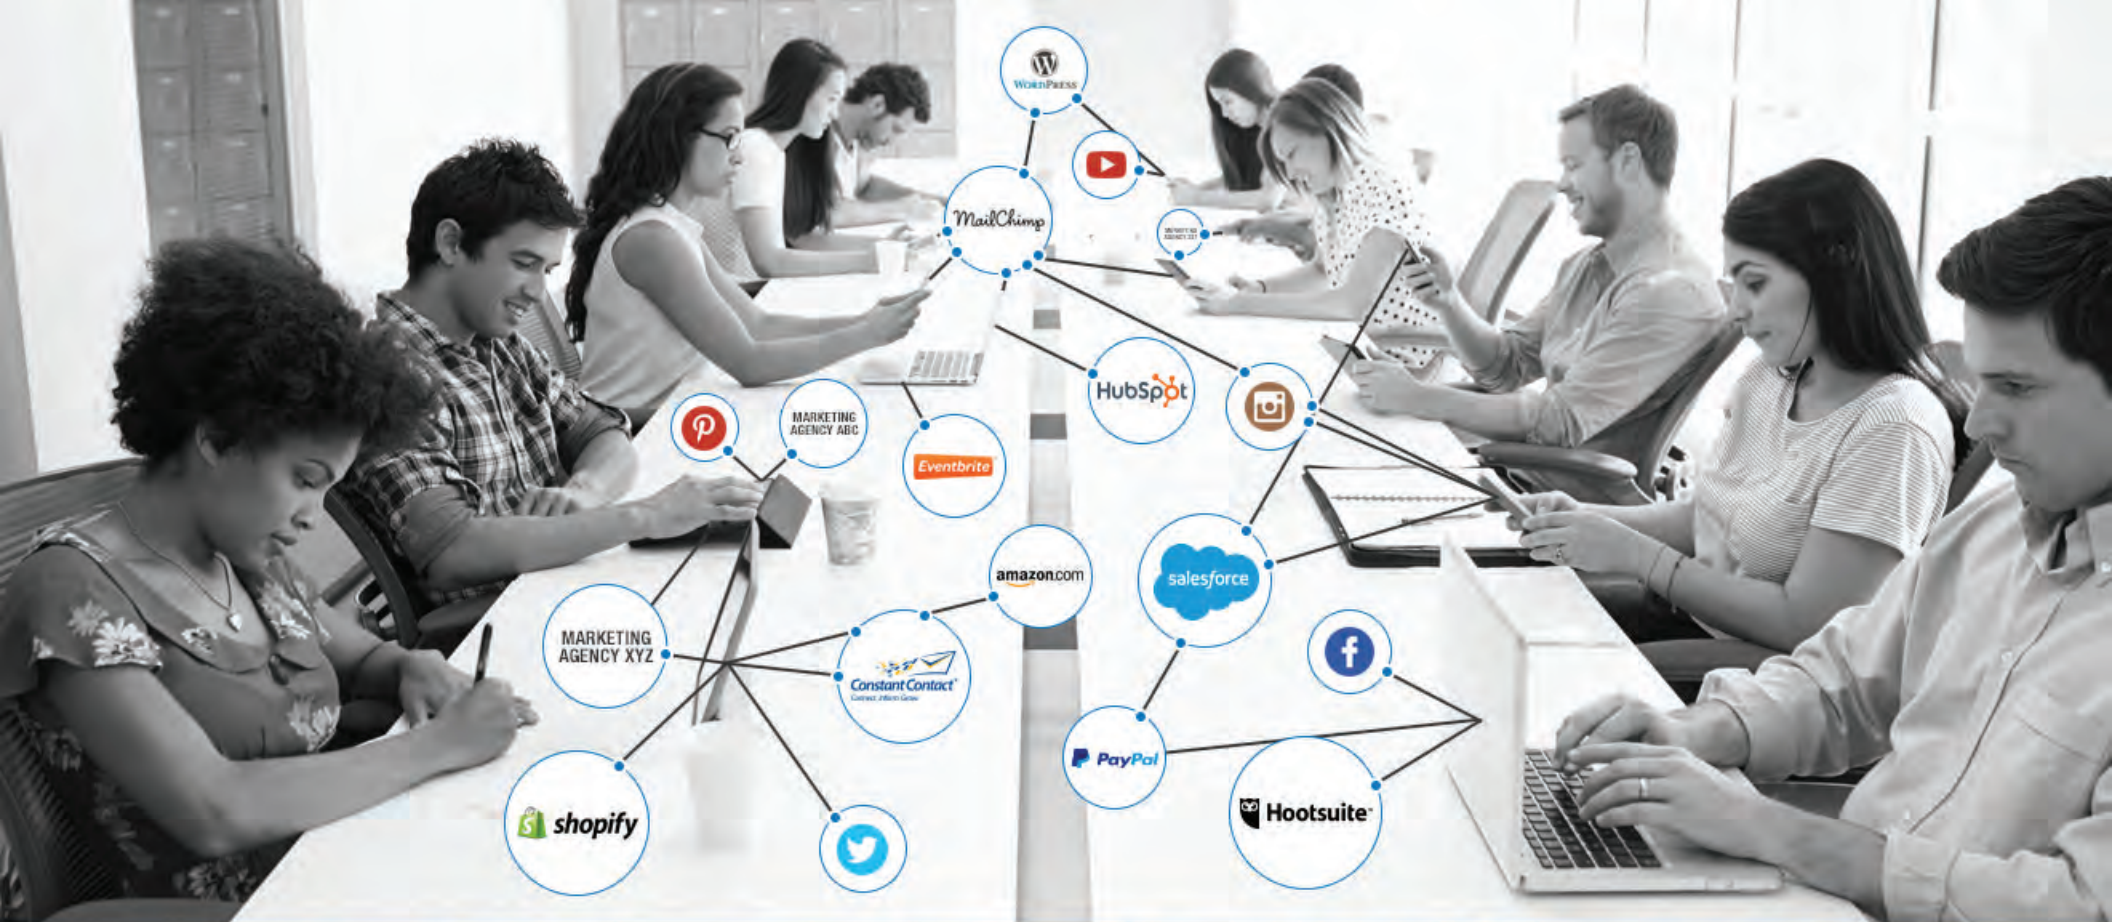 WORDPRESS
MailChimp
HubSpot
MARKETING
AGENCY ABC
Eventbrite
amazon.com
salesforce
MARKETING
AGENCY XYZ
Constant Contact
PayPal
shopify
Hootsuite